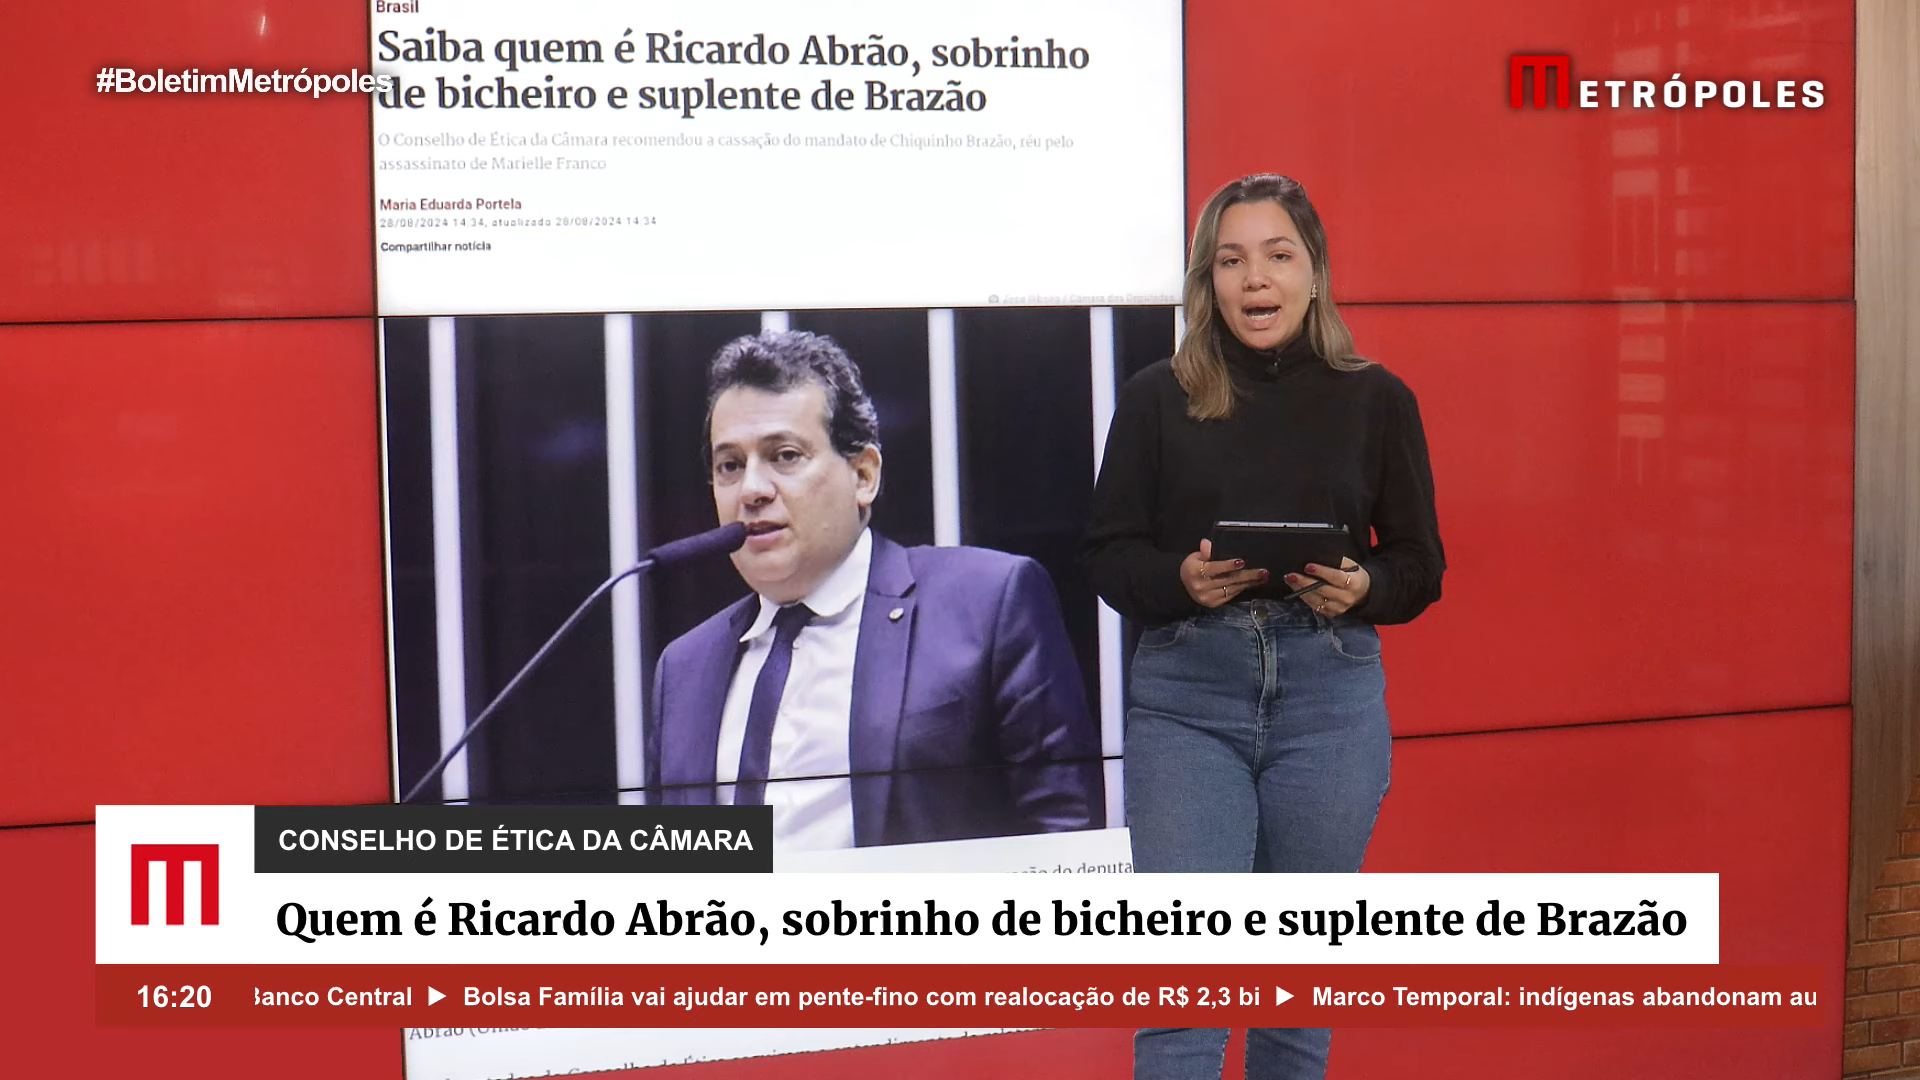 Brasil
Saiba quem é Ricardo Abrão, sobrinho
de bicheiro e suplente de Brazão
#BoletimMetrópoles
METRÓPOLES
O Conselho de Ética da Câmara recomendou a cassação do mandato de Chiquinho Brazão, réu pelo
assassinato de Marielle Franco
Maria Eduarda Portela
28/08/2024 14:34, atualizado 28/08/2024 14:34
Compartilhar notícia
CONSELHO DE ÉTICA DA CÂMARA
Quem é Ricardo Abrão, sobrinho de bicheiro e suplente de Brazão
16:20 Banco Central ▶ Bolsa Família vai ajudar em pente-fino com realocação de R$ 2,3 bi ▶ Marco Temporal: indígenas abandonam au
Abrão